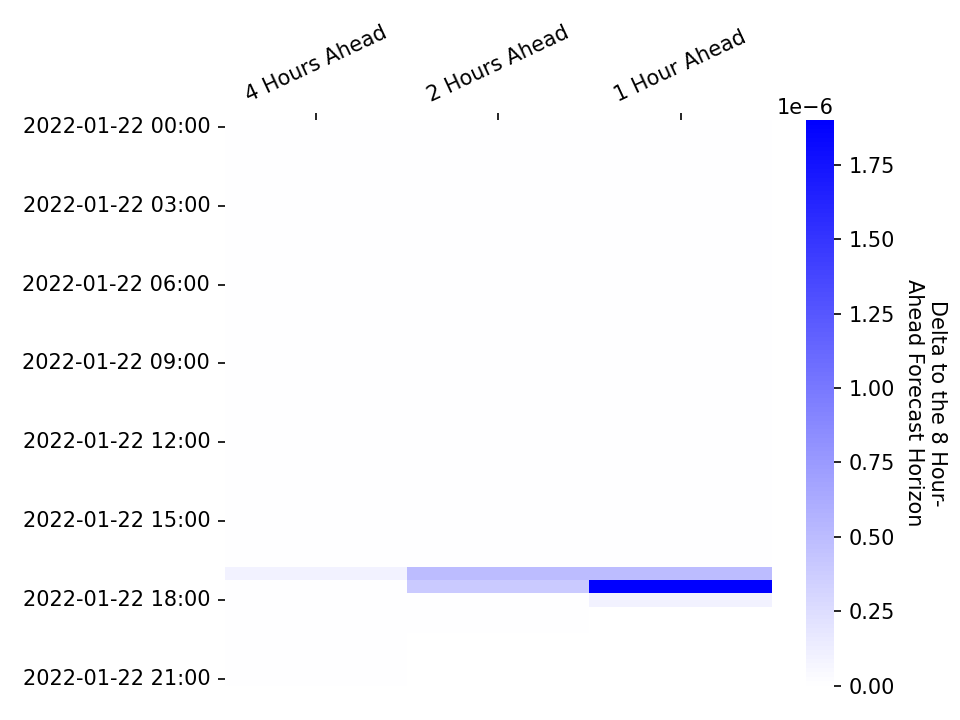 4 Hours Ahead
2 Hours Ahead
1 Hour Ahead
1e−6
2022-01-22 00:00
2022-01-22 03:00
2022-01-22 06:00
2022-01-22 09:00
2022-01-22 12:00
2022-01-22 15:00
2022-01-22 18:00
2022-01-22 21:00
1.75
1.50
1.25
1.00
0.75
0.50
0.25
0.00
Delta to the 8 Hour-
Ahead Forecast Horizon